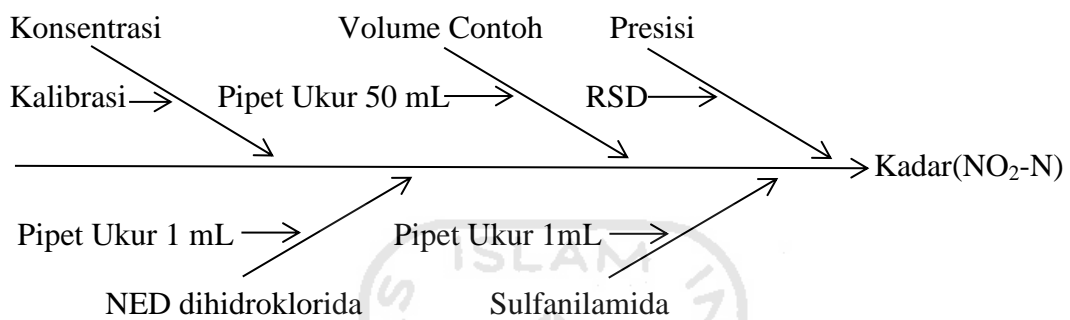 Konsentrasi Volume Contoh Presisi
Kalibrasi Pipet Ukur 50 mL RSD
Kadar(NO₂-N)
Pipet Ukur 1 mL Pipet Ukur 1mL
ISLAM
NED dihidroklorida Sulfanilamida